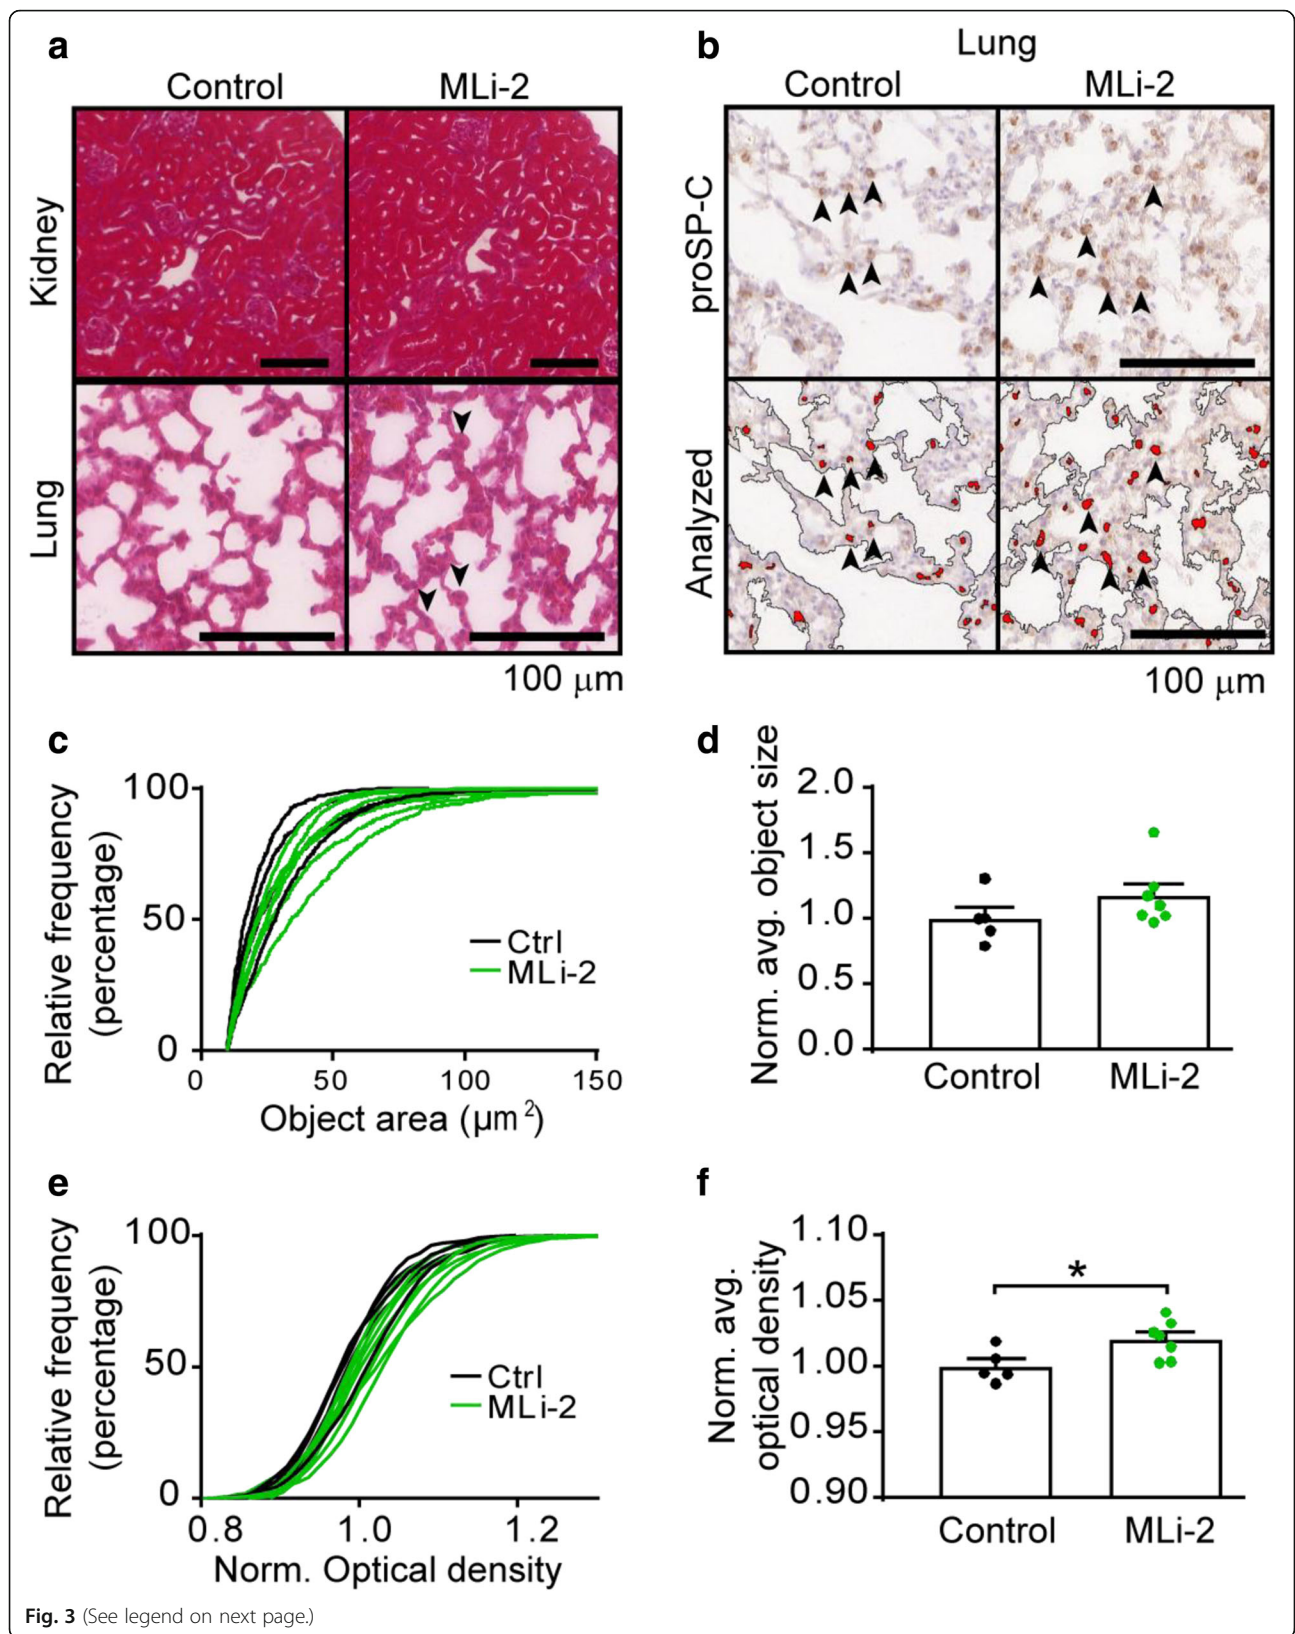 a
Control MLi-2
Kidney
Lung
100 μm
b
Lung
Control MLi-2
proSP-C
Analyzed
100 μm
c
Relative frequency
(percentage)
100
50
0
0 50 100 150
Object area (μm²)
Ctrl
MLi-2
d
Norm. avg. object size
2.0
1.5
1.0
0.5
0.0
Control MLi-2
e
Relative frequency
(percentage)
100
50
0
0.8 1.0 1.2
Norm. Optical density
Ctrl
MLi-2
f
Norm. avg.
optical density
1.10
1.05
1.00
0.95
0.90
*
Control MLi-2
Fig. 3 (See legend on next page.)